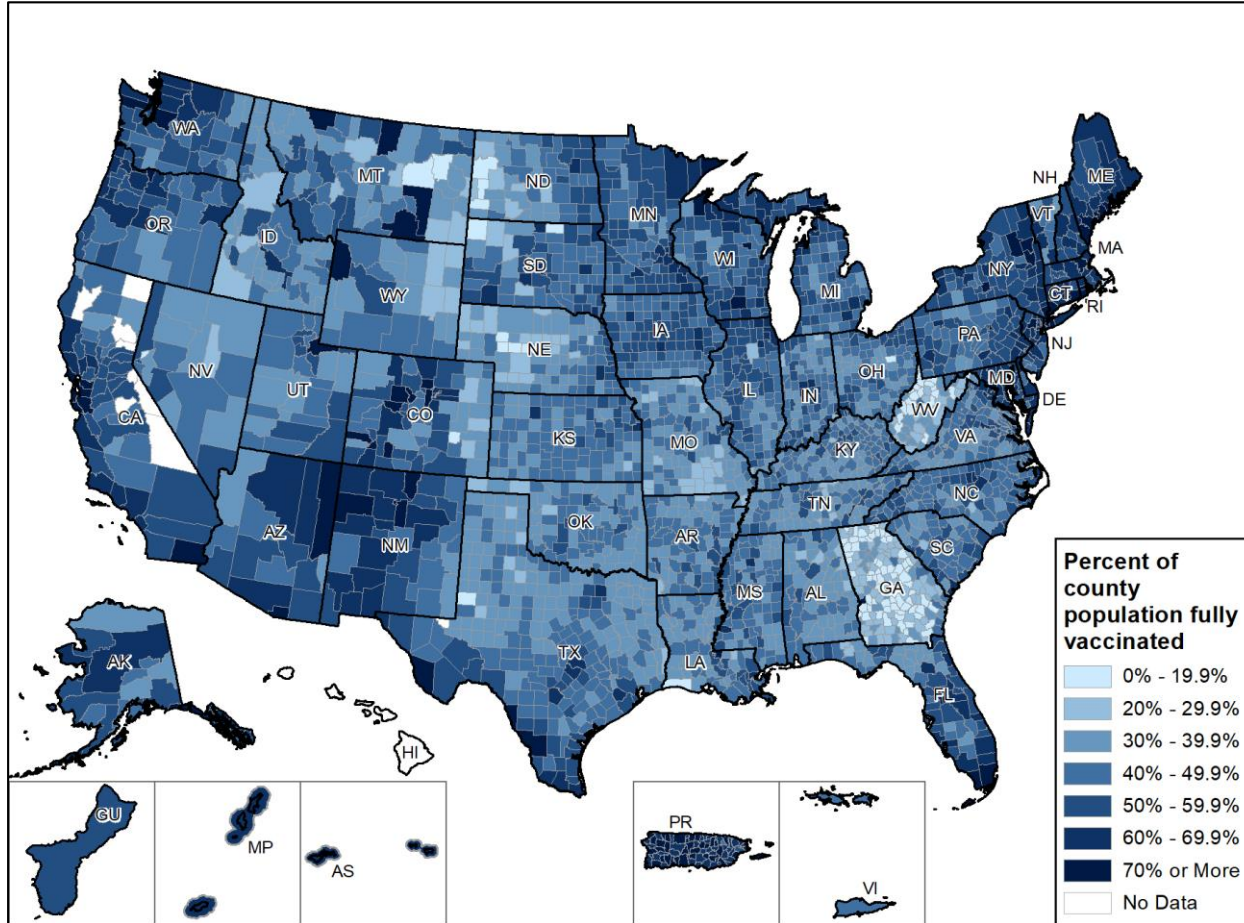 WA
MT
ND
MN
OR
ID
SD
WI
MI
WY
NH
VT
ME
NY
MA
CT
RI
NE
IA
PA
NJ
NV
UT
CO
IL
IN
OH
MD
DE
CA
KS
MO
WV
VA
KY
AZ
NM
OK
AR
TN
NC
SC
TX
LA
MS
AL
GA
FL
AK
HI
GU
MP
AS
PR
VI
Percent of
county
population fully
vaccinated
0% - 19.9%
20% - 29.9%
30% - 39.9%
40% - 49.9%
50% - 59.9%
60% - 69.9%
70% or More
No Data